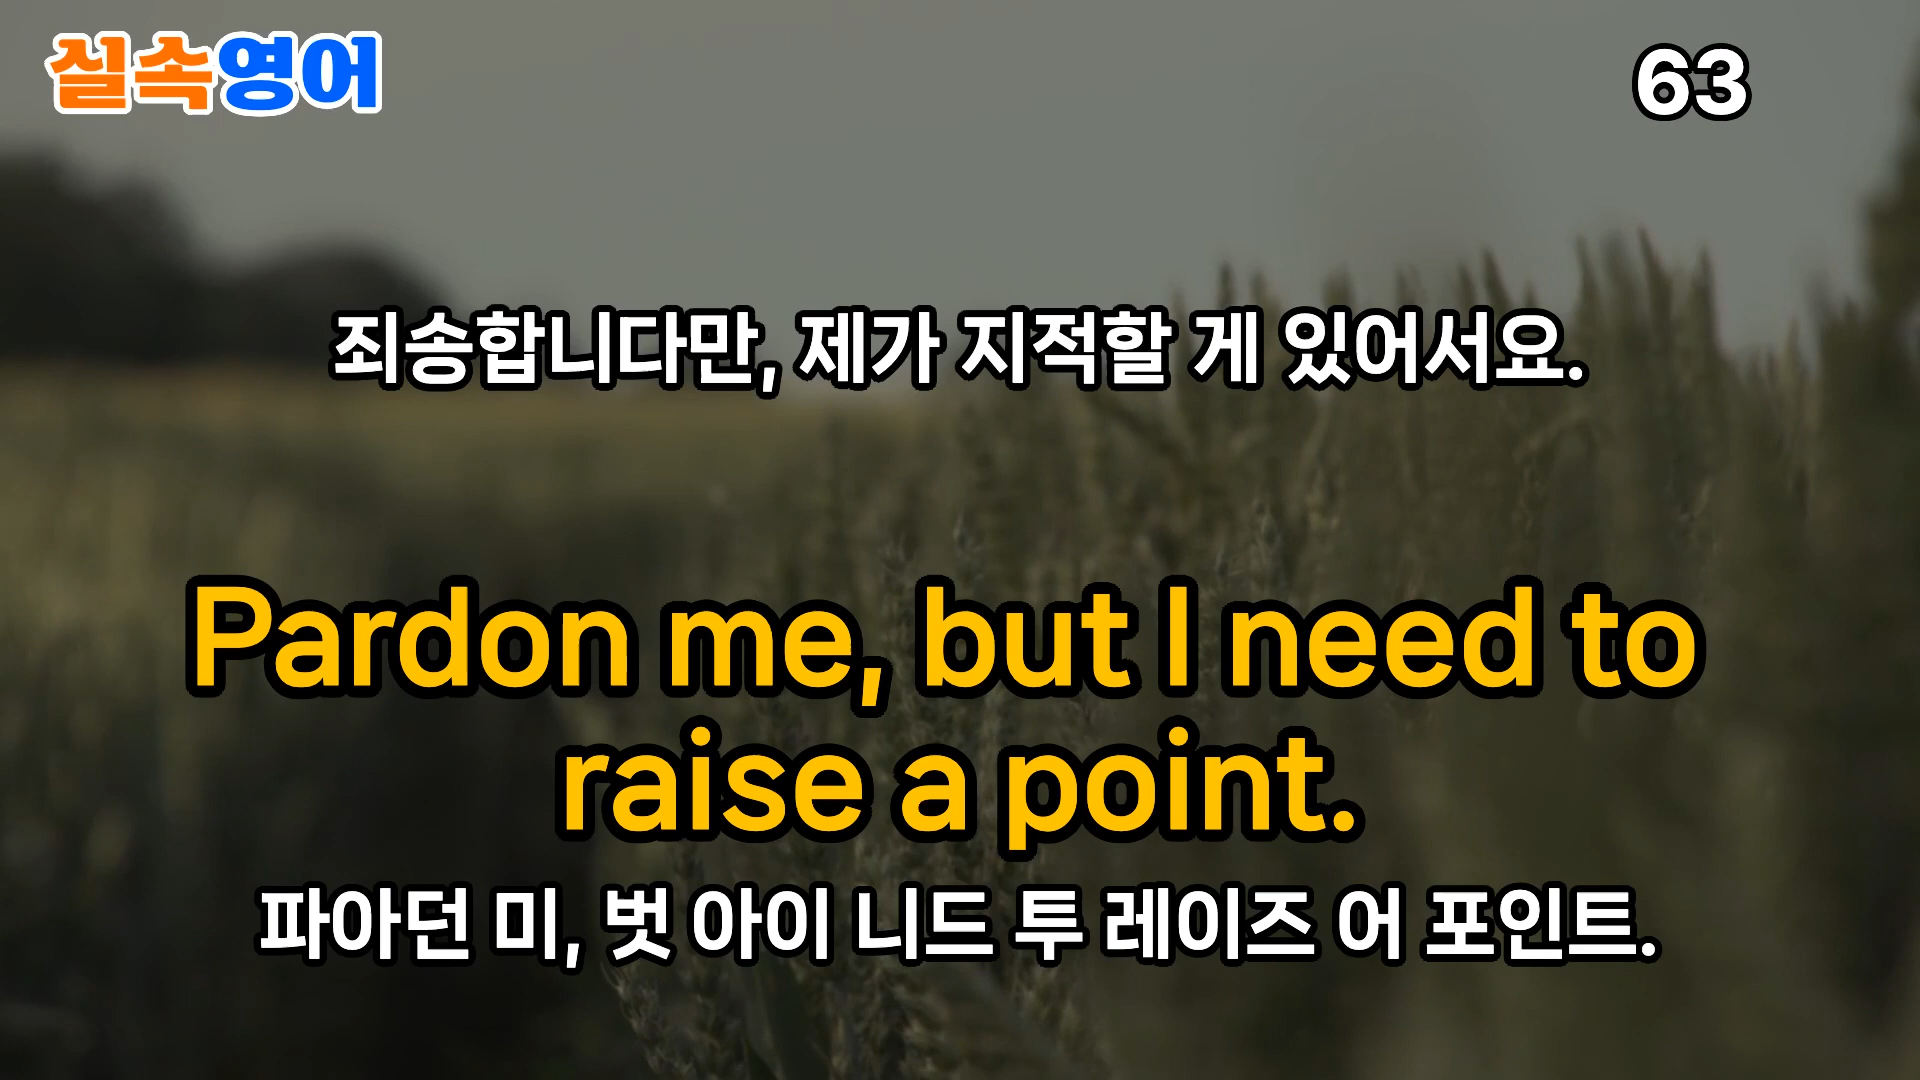 실속영어
63
죄송합니다만, 제가 지적할 게 있어서요.
Pardon me, but I need to
raise a point.
파아던 미, 벗 아이 니드 투 레이즈 어 포인트.